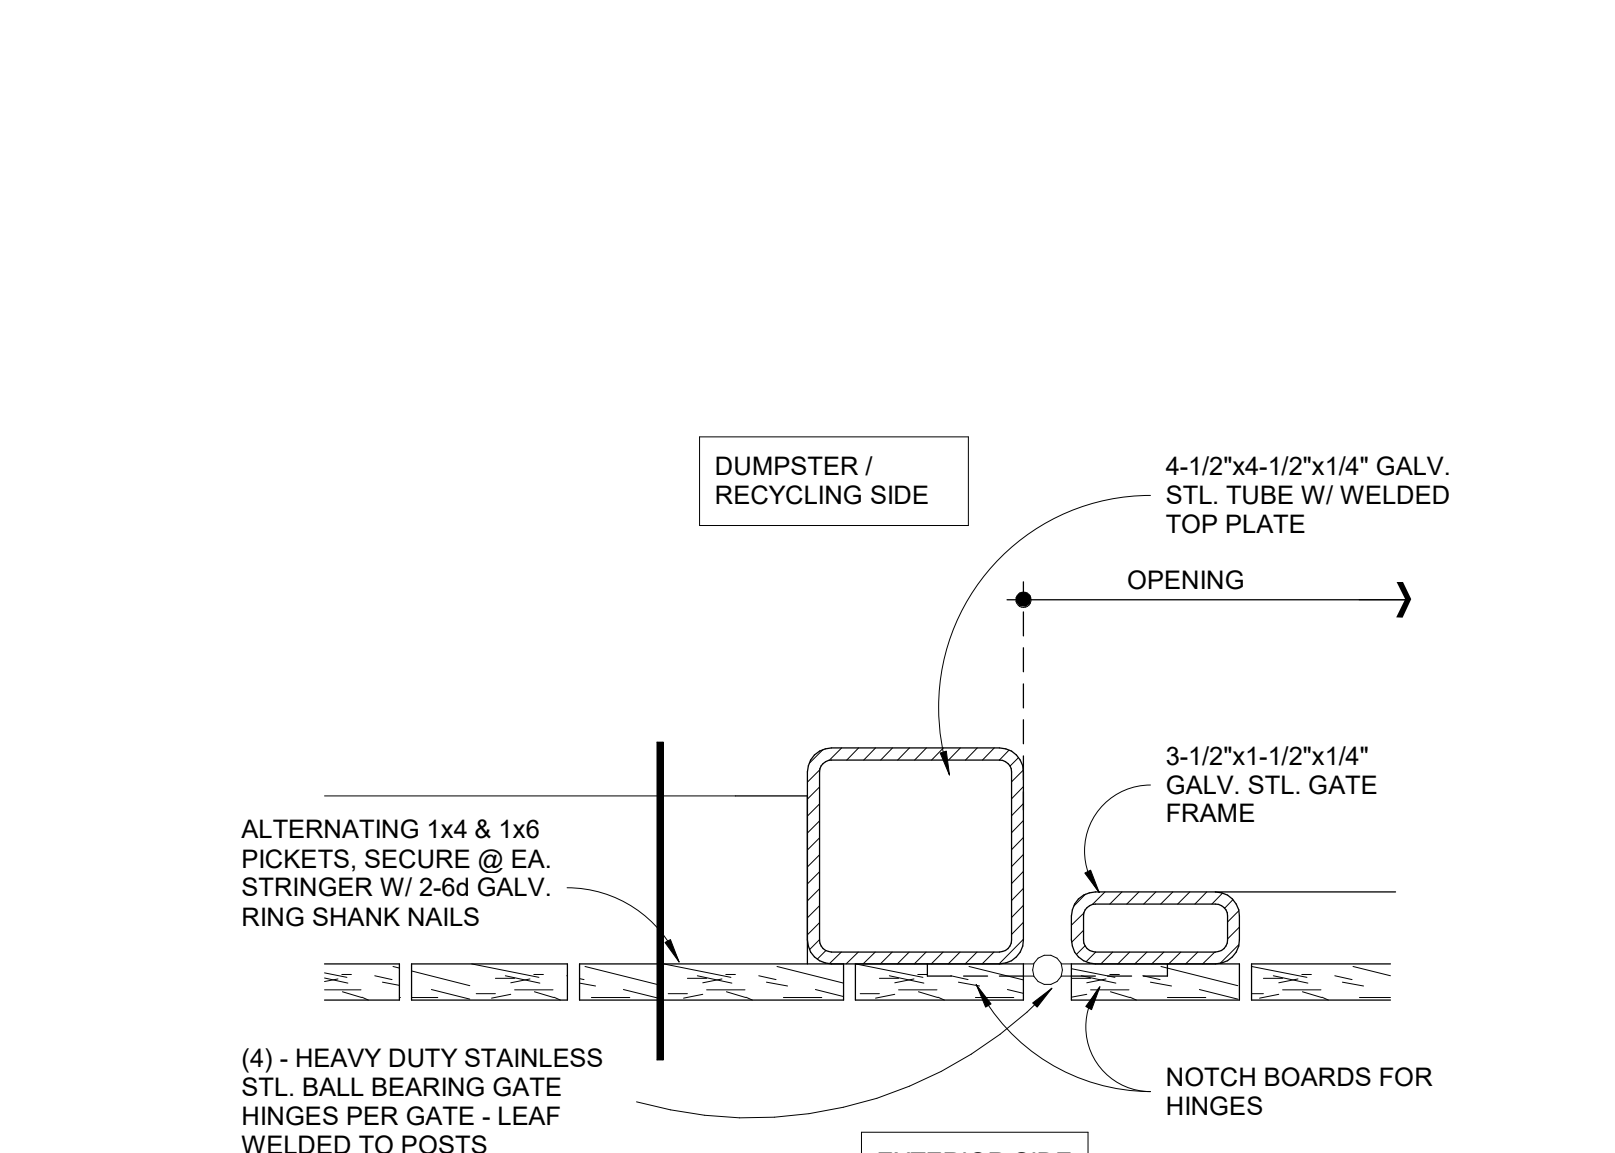 DUMPSTER /
RECYCLING SIDE
4-1/2"x4-1/2"x1/4" GALV.
STL. TUBE W/ WELDED
TOP PLATE
OPENING
3-1/2"x1-1/2"x1/4"
GALV. STL. GATE
FRAME
ALTERNATING 1x4 & 1x6
PICKETS, SECURE @ EA.
STRINGER W/ 2-6d GALV.
RING SHANK NAILS
(4) - HEAVY DUTY STAINLESS
STL. BALL BEARING GATE
HINGES PER GATE - LEAF
WELDED TO POSTS
NOTCH BOARDS FOR
HINGES
EXTERIOR SIDE